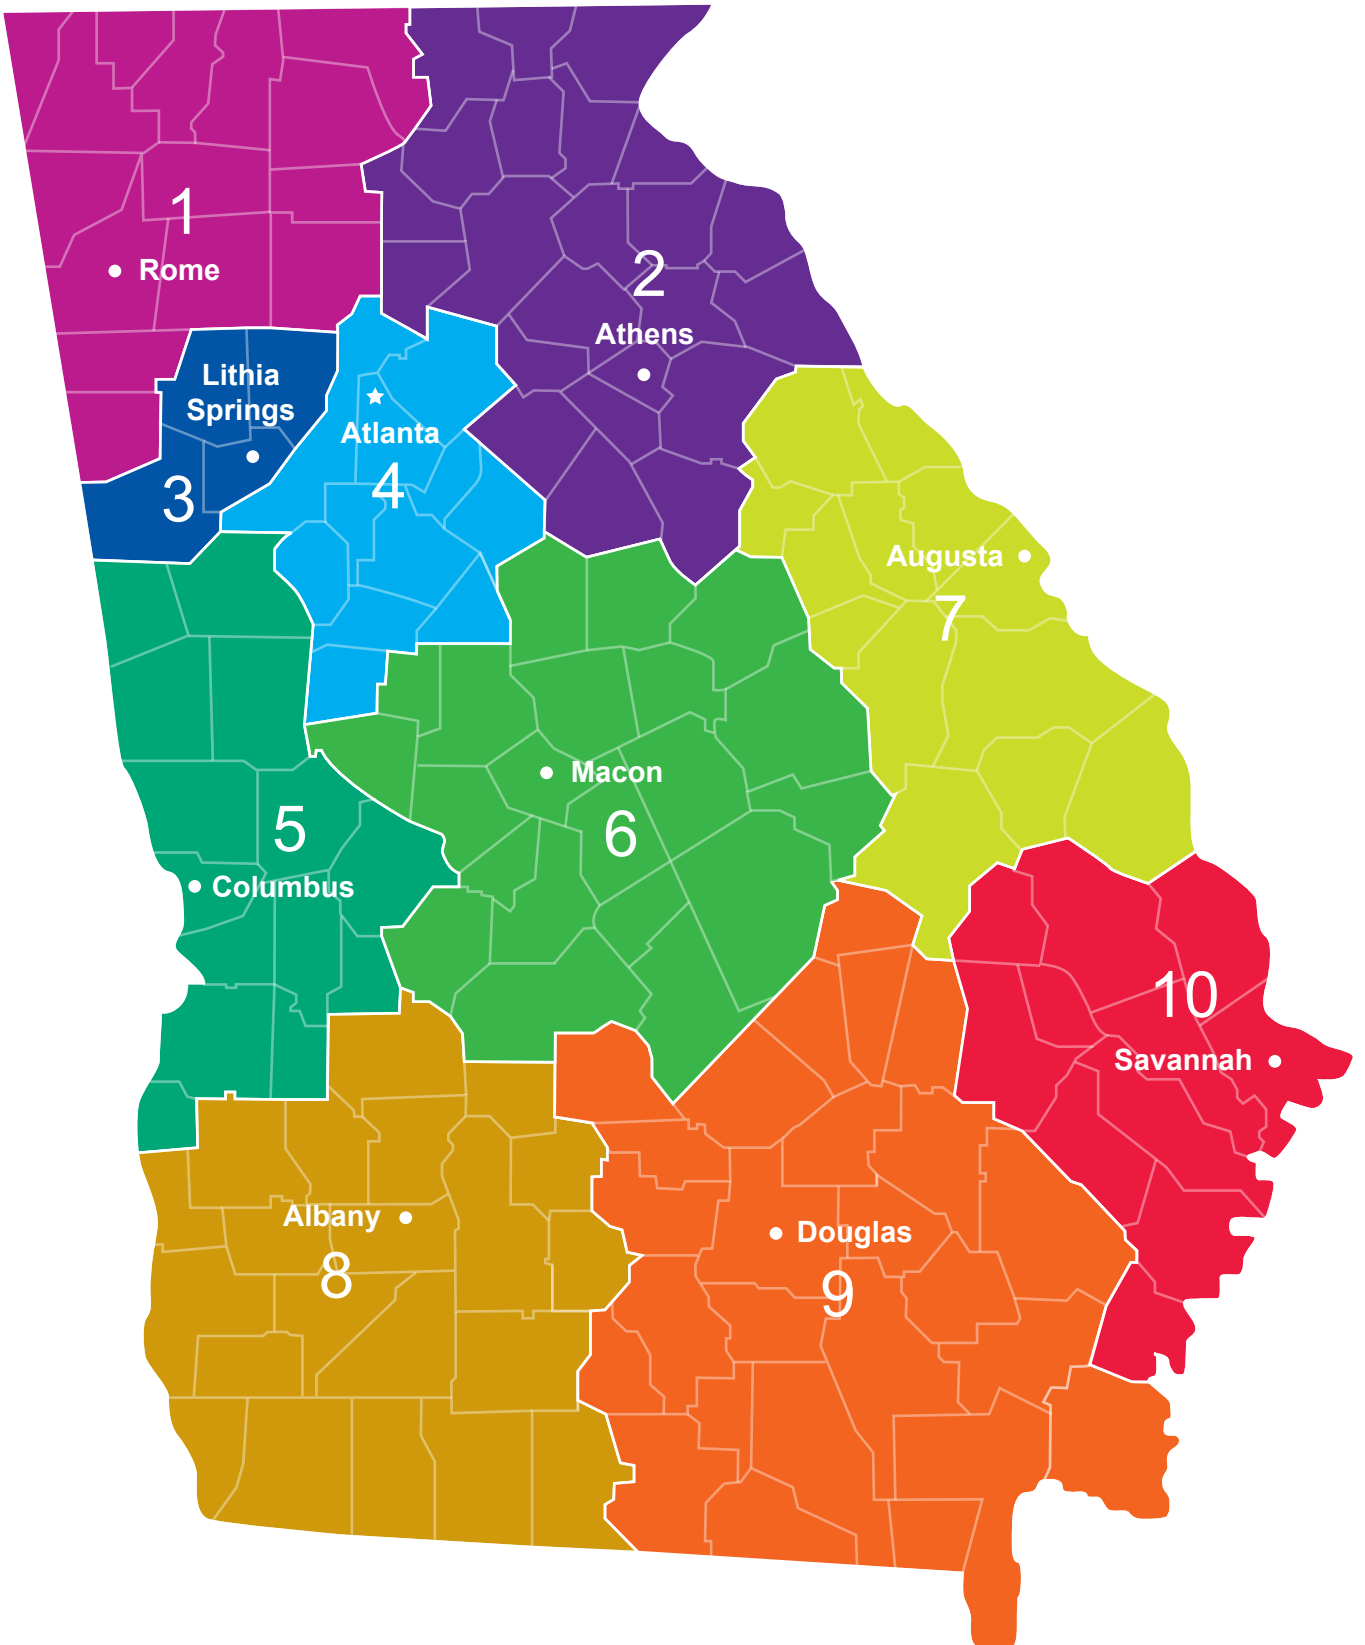 1
Rome
2
Athens
Lithia
Springs
3
Atlanta
4
Augusta
7
Macon
6
5
Columbus
10
Savannah
Albany
8
Douglas
9